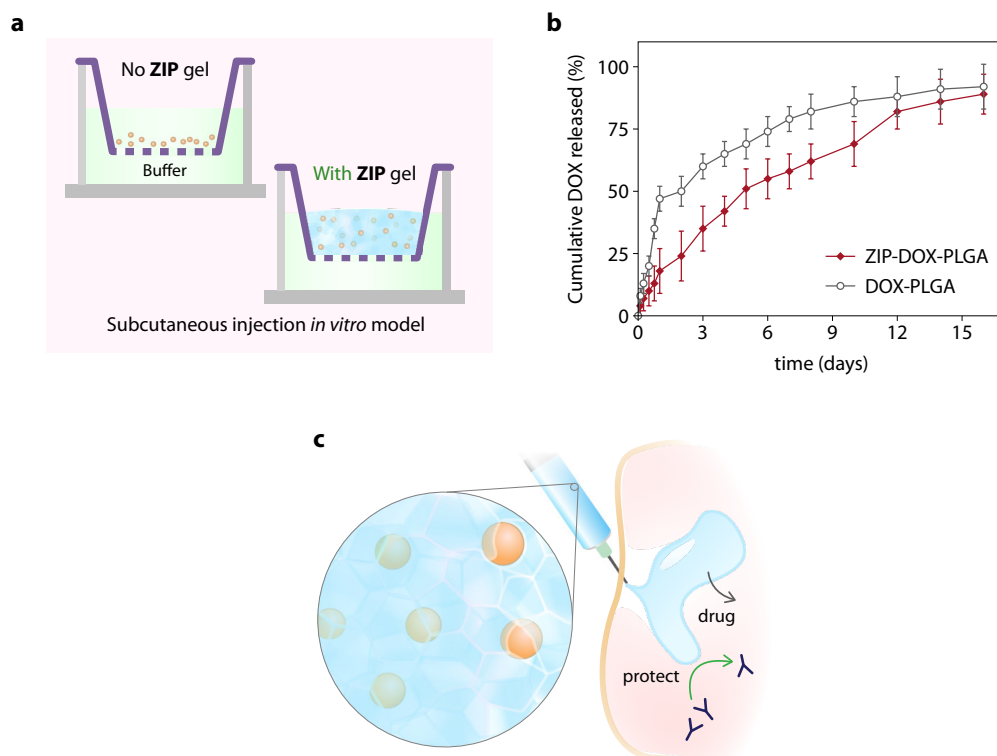 a
No ZIP gel
Buffer
With ZIP gel
Subcutaneous injection in vitro model
b
Cumulative DOX released (%)
100
75
50
25
0
ZIP-DOX-PLGA
DOX-PLGA
0 3 6 9 12 15
time (days)
c
drug
protect